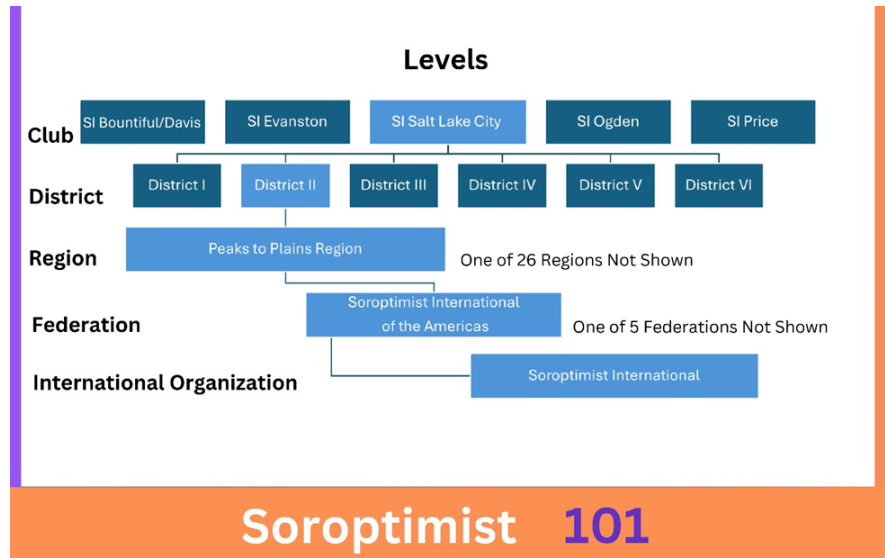 Levels
Club
SI Bountiful/Davis
SI Evanston
SI Salt Lake City
SI Ogden
SI Price
District
District I
District II
District III
District IV
District V
District VI
Region
Peaks to Plains Region
One of 26 Regions Not Shown
Federation
Soroptimist International
of the Americas
One of 5 Federations Not Shown
International Organization
Soroptimist International
Soroptimist 101